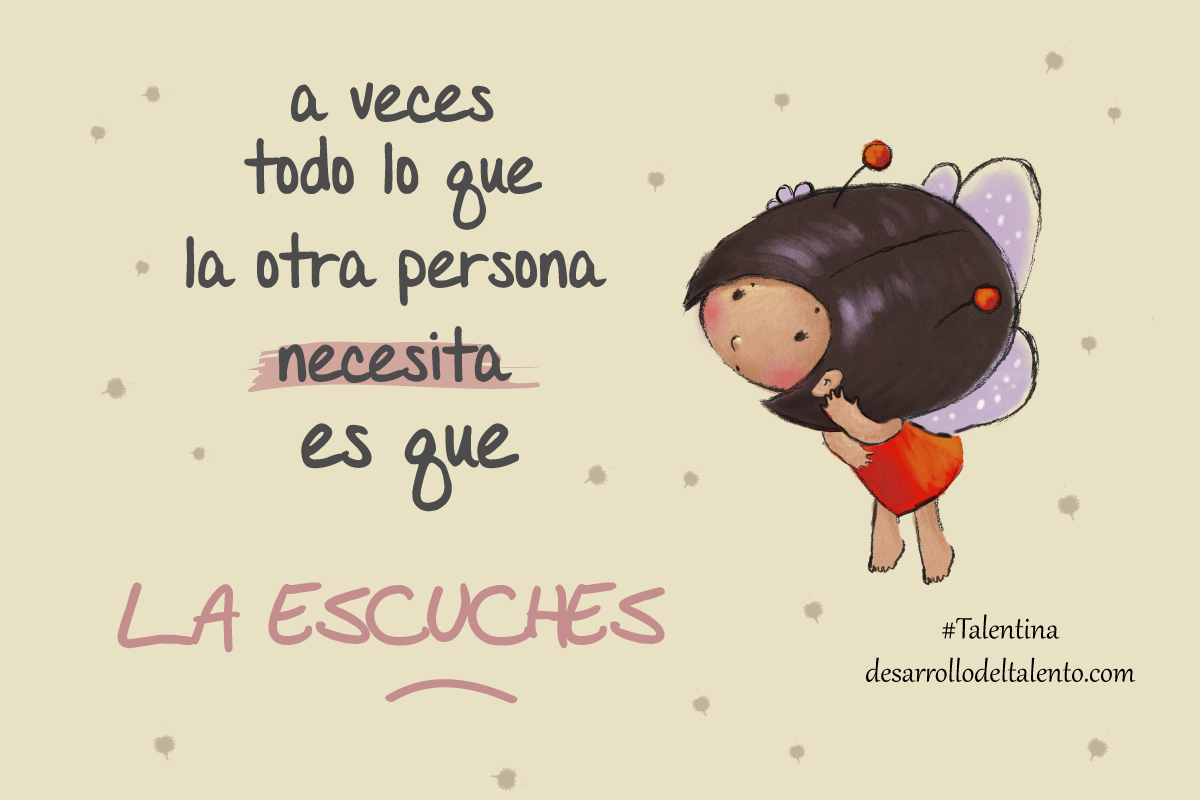 a veces
todo lo que
la otra persona
necesita
es que
LA ESCUCHES
#Talentina
desarrollodeltalento.com